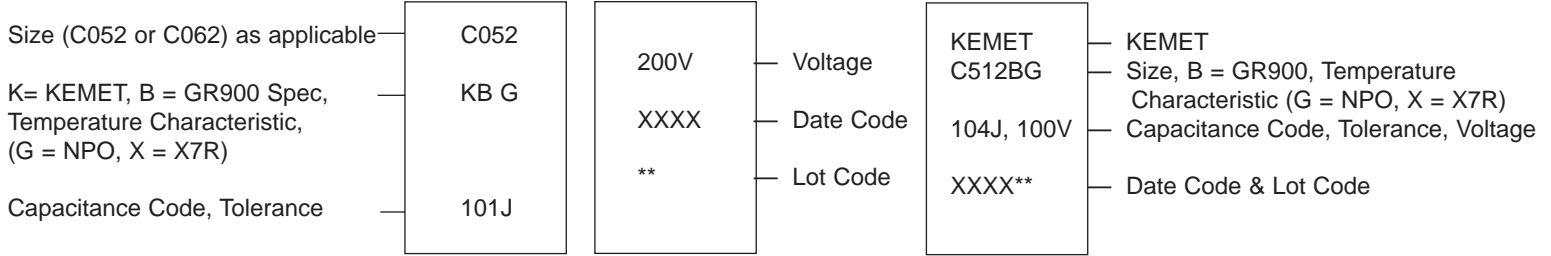 Size (C052 or C062) as applicable
C052
K= KEMET, B = GR900 Spec,
Temperature Characteristic,
(G = NPO, X = X7R)
KB G
Capacitance Code, Tolerance
101J
200V
Voltage
XXXX
Date Code
**
Lot Code
KEMET
KEMET
C512BG
Size, B = GR900, Temperature
Characteristic (G = NPO, X = X7R)
104J, 100V
Capacitance Code, Tolerance, Voltage
XXXX**
Date Code & Lot Code